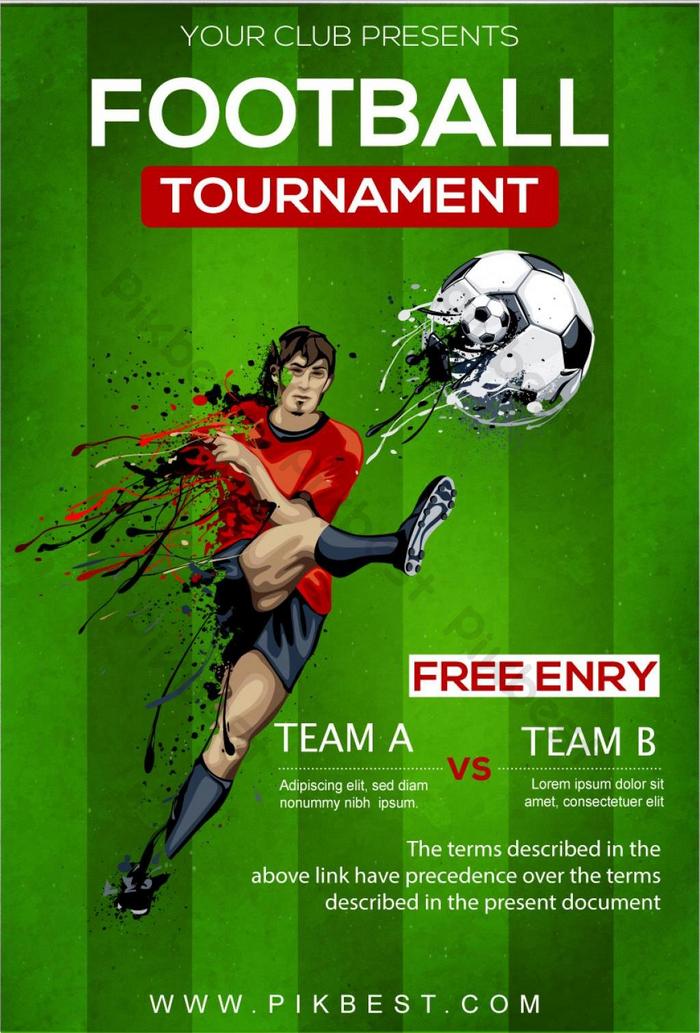 YOUR CLUB PRESENTS
FOOTBALL
TOURNAMENT
FREE ENRY
TEAM A
VS
TEAM B
Adipiscing elit, sed diam
nonummy nibh ipsum.
Lorem ipsum dolor sit
amet, consectetuer elit
The terms described in the
above link have precedence over the terms
described in the present document
WWW.PIKBEST.COM